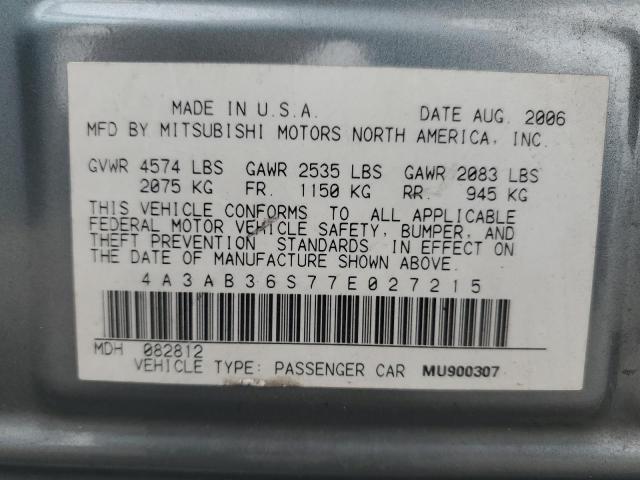 MADE IN U.S.A. DATE AUG. 2006
MFD BY MITSUBISHI MOTORS NORTH AMERICA, INC.
GVWR 4574 LBS GAWR 2535 LBS GAWR 2083 LBS
2075 KG FR. 1150 KG RR. 945 KG
THIS VEHICLE CONFORMS TO ALL APPLICABLE
FEDERAL MOTOR VEHICLE SAFETY, BUMPER, AND
THEFT PREVENTION STANDARDS IN EFFECT ON
THE DATE OF MANUFACTURE SHOWN ABOVE.
4A3AB36S77E027215
MDH 082812
VEHICLE TYPE: PASSENGER CAR MU900307